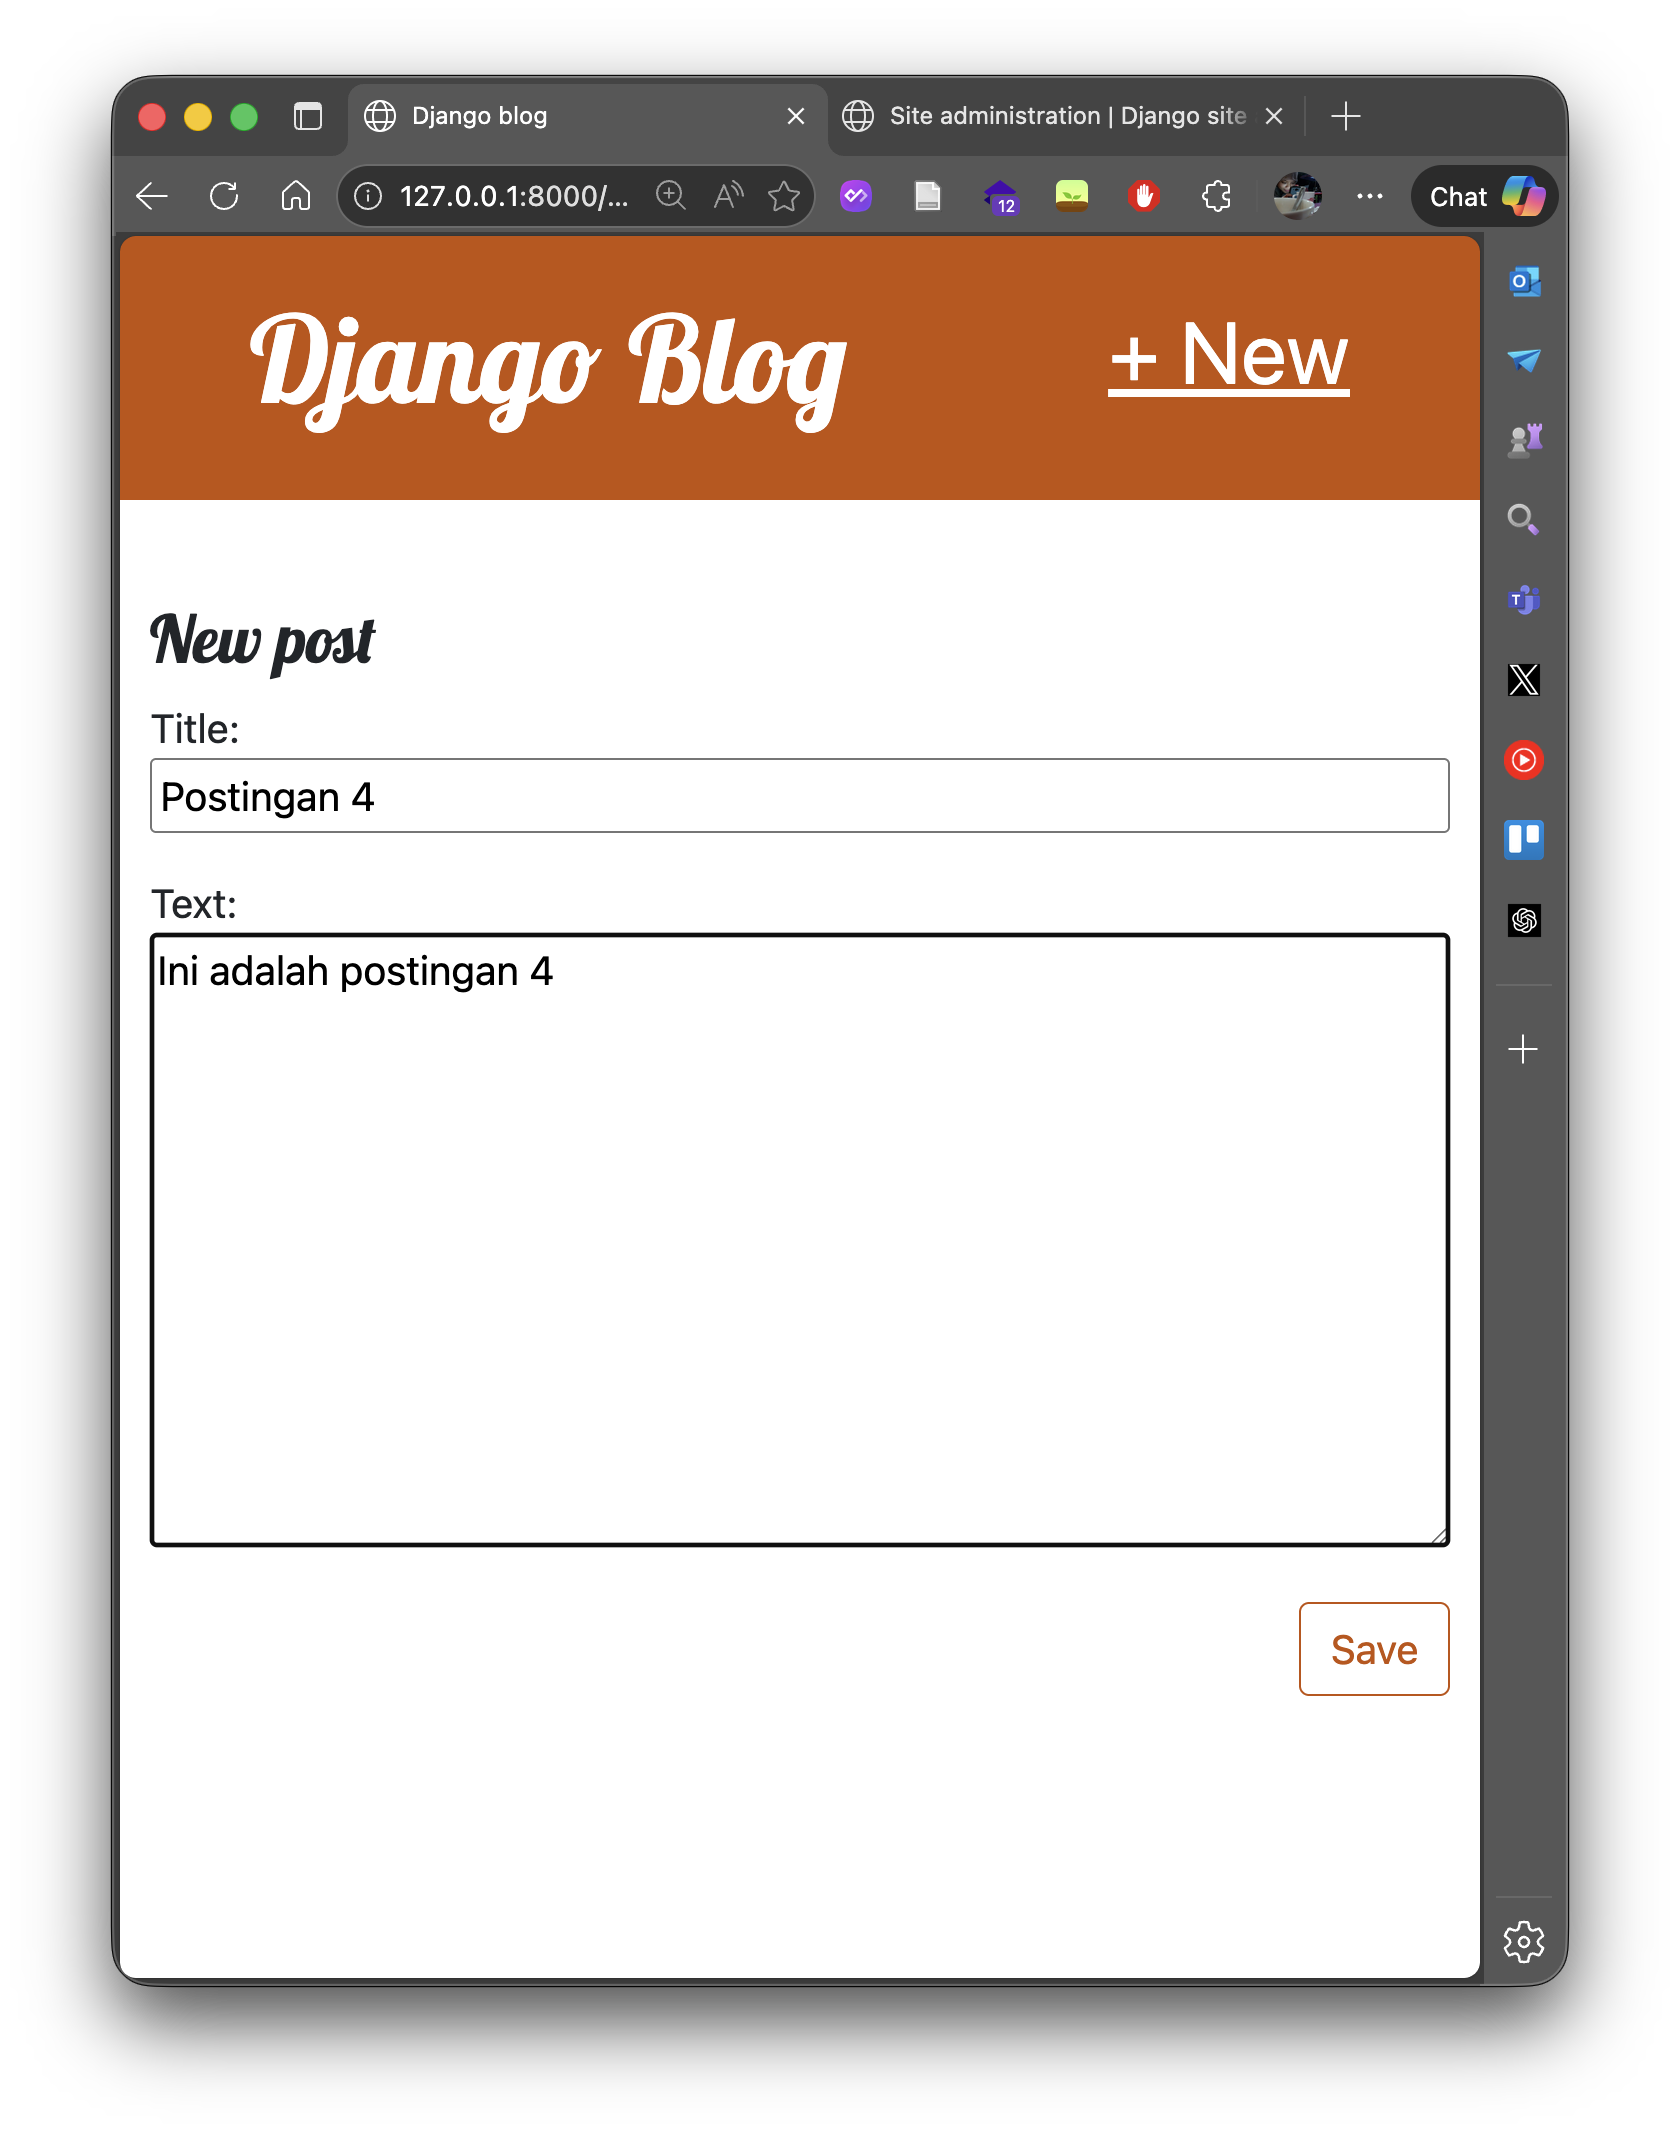 Django blog
Site administration | Django site
127.0.0.1:8000/...
12
Chat
Django Blog
+ New
New post
Title:
Postingan 4
Text:
Ini adalah postingan 4
Save